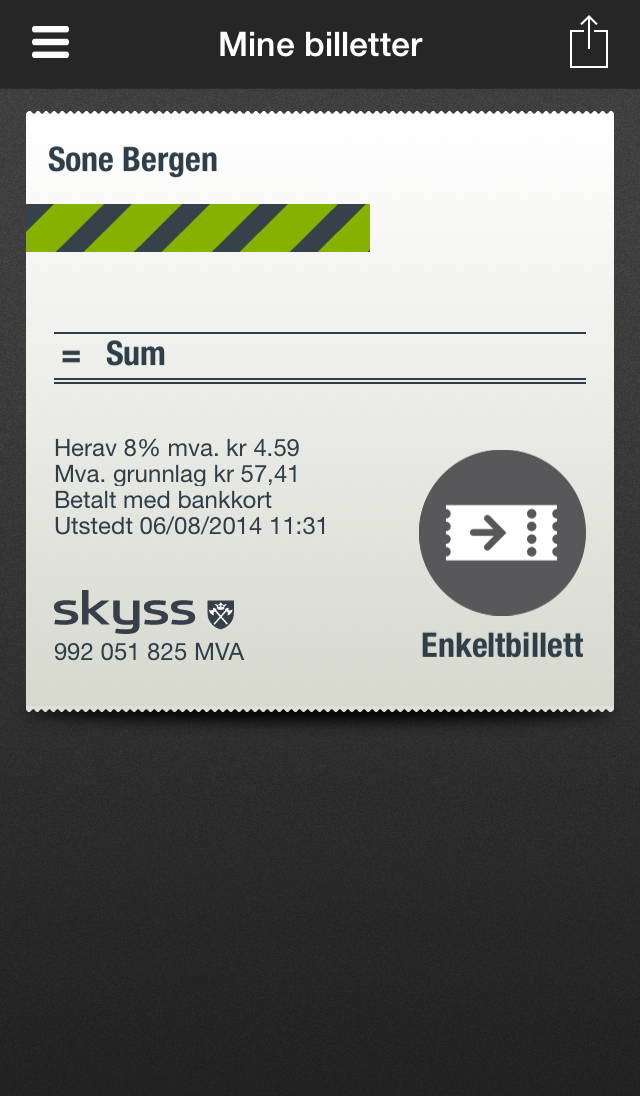 Mine billetter
Sone Bergen
= Sum
Herav 8% mva. kr 4.59
Mva. grunnlag kr 57,41
Betalt med bankkort
Utstedt 06/08/2014 11:31
skyss
992 051 825 MVA
Enkeltbillett